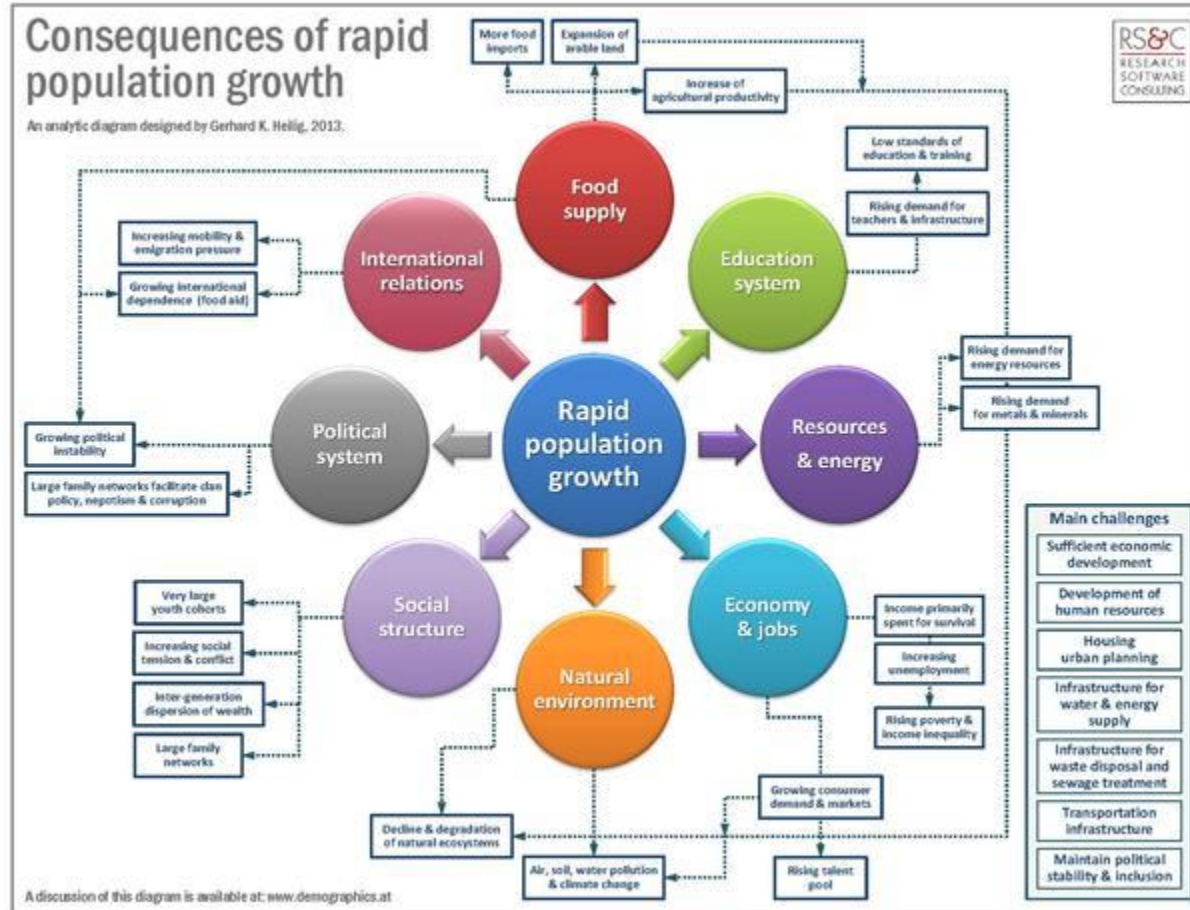 Consequences of rapid
population growth
An analytic diagram designed by Gerhard K. Heilig, 2013.
RS&C
RESEARCH
SOFTWARE
CONSULTING
More food
imports
Expansion of
arable land
Increase of
agricultural productivity
Food
supply
Low standards of
education & training
Rising demand for
teachers & infrastructure
Education
system
International
relations
Increasing mobility &
emigration pressure
Growing international
dependence (food aid)
Rapid
population
growth
Rising demand for
energy resources
Rising demand
for metals & minerals
Resources
& energy
Political
system
Growing political
instability
Large family networks facilitate clan
policy, nepotism & corruption
Social
structure
Very large
youth cohorts
Increasing social
tension & conflict
Inter-generation
dispersion of wealth
Large family
networks
Natural
environment
Decline & degradation
of natural ecosystems
Air, soil, water pollution
& climate change
Economy
& jobs
Income primarily
spent for survival
Increasing
unemployment
Rising poverty &
income inequality
Growing consumer
demand & markets
Rising talent
pool
Main challenges
Sufficient economic
development
Development of
human resources
Housing
urban planning
Infrastructure for
water & energy
supply
Infrastructure for
waste disposal and
sewage treatment
Transportation
infrastructure
Maintain political
stability & inclusion
A discussion of this diagram is available at: www.demographics.at